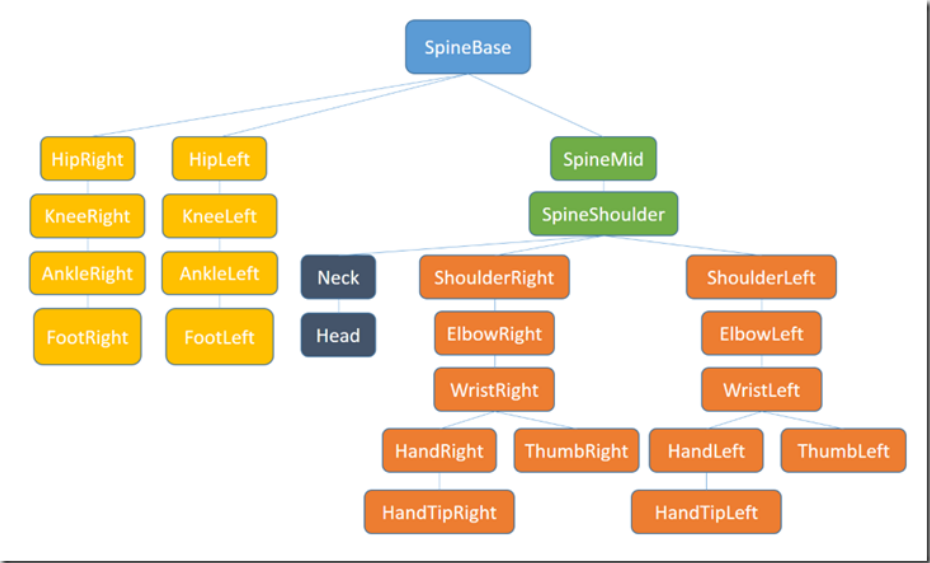 SpineBase
HipRight
HipLeft
SpineMid
KneeRight
KneeLeft
SpineShoulder
AnkleRight
AnkleLeft
Neck
ShoulderRight
ShoulderLeft
FootRight
FootLeft
Head
ElbowRight
ElbowLeft
WristRight
WristLeft
HandRight
ThumbRight
HandLeft
ThumbLeft
HandTipRight
HandTipLeft